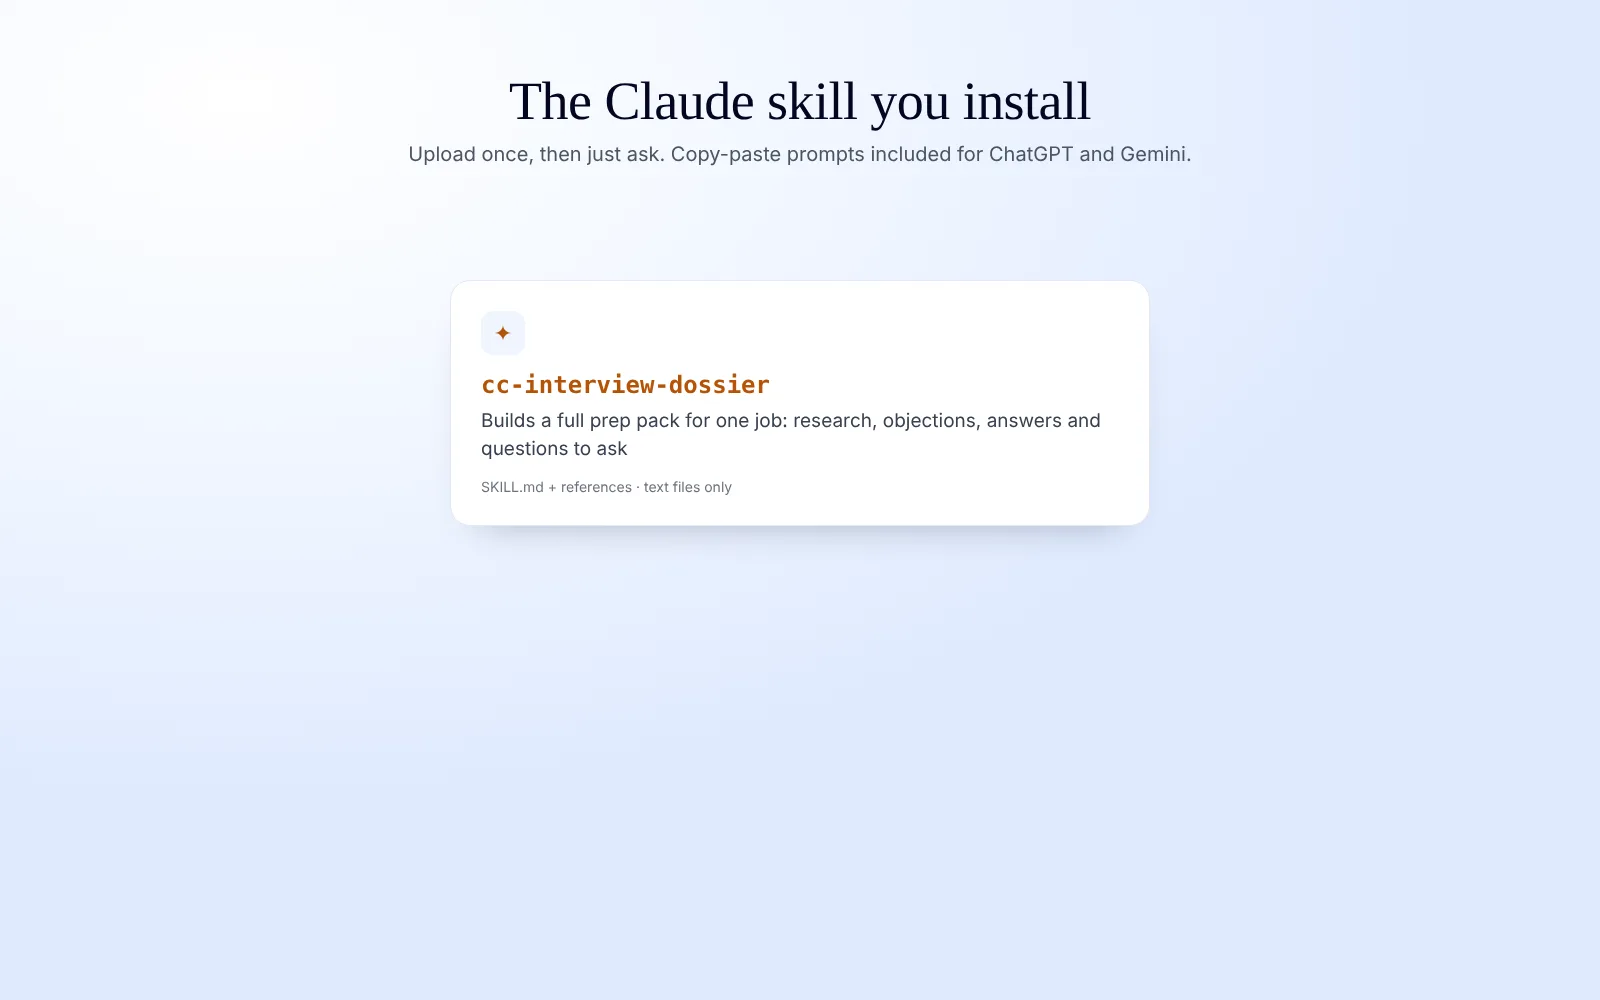 The Claude skill you install
Upload once, then just ask. Copy-paste prompts included for ChatGPT and Gemini.
cc-interview-dossier
Builds a full prep pack for one job: research, objections, answers and
questions to ask
SKILL.md + references · text files only